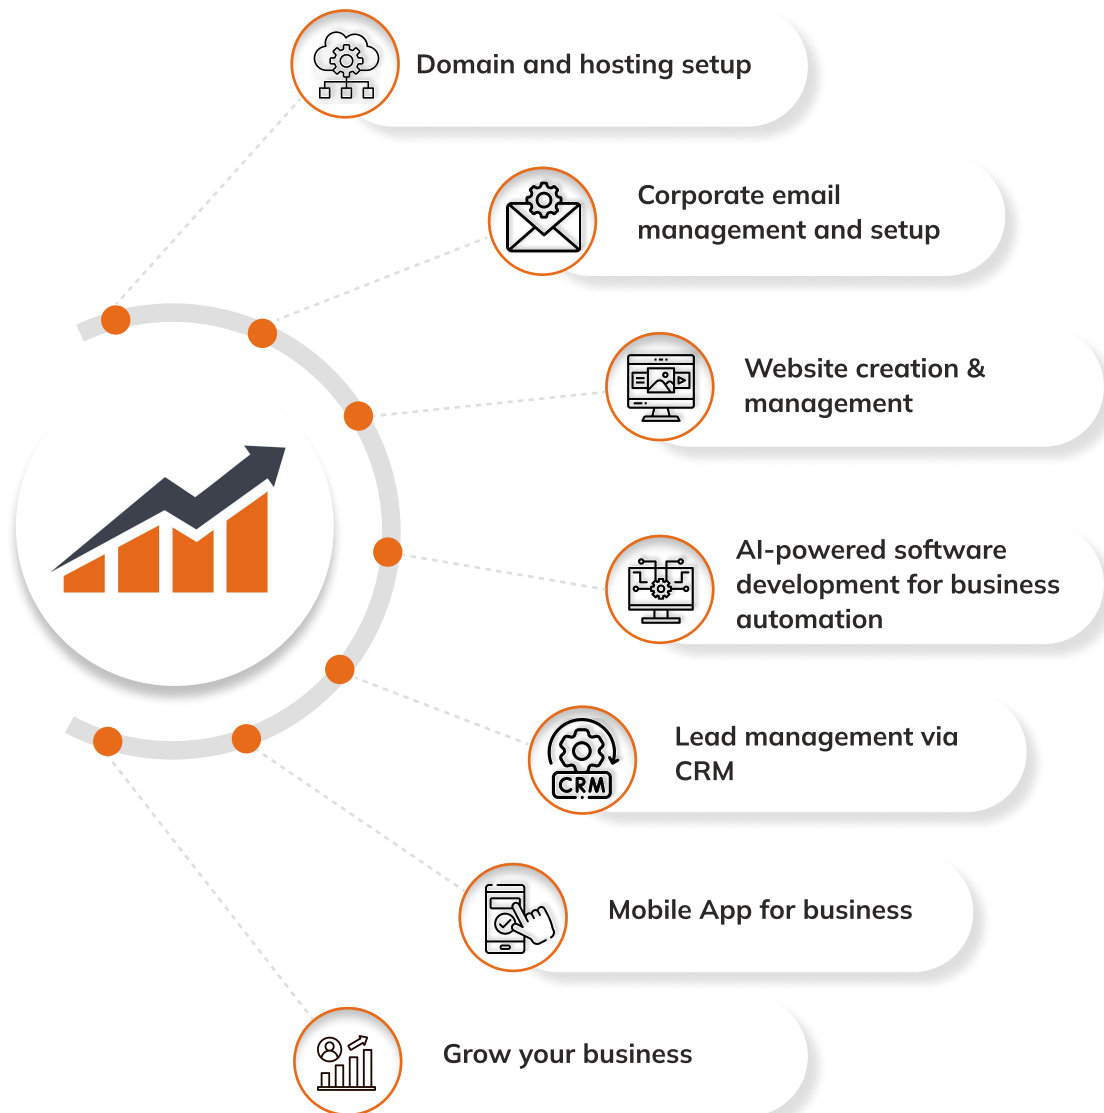 Domain and hosting setup
Corporate email
management and setup
Website creation &
management
AI-powered software
development for business
automation
Lead management via
CRM
CRM
Mobile App for business
Grow your business